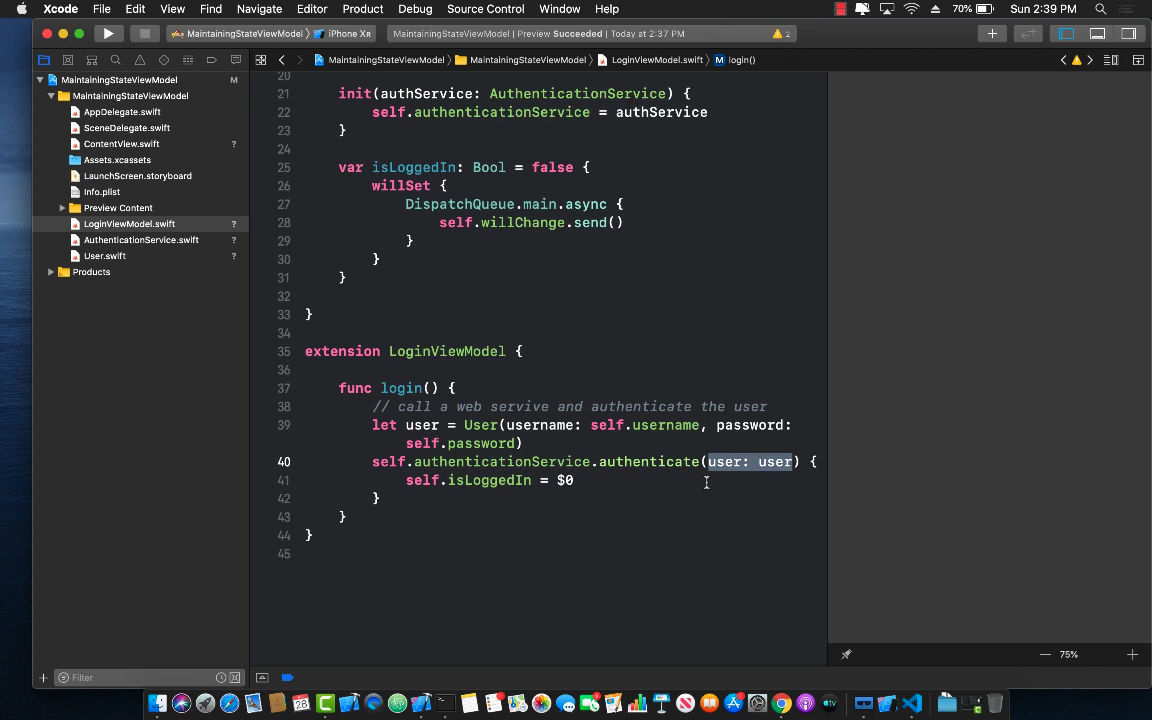 Xcode File Edit View Find Navigate Editor Product Debug Source Control Window Help 70% Sun 2:39 PM
MaintainingStateViewModel iPhone XR MaintainingStateViewModel | Preview Succeeded | Today at 2:37 PM 2
MaintainingStateViewModel MaintainingStateViewModel LoginViewModel.swift M login()
MaintainingStateViewModel M
MaintainingStateViewModel
AppDelegate.swift
SceneDelegate.swift
ContentView.swift ?
Assets.xcassets
LaunchScreen.storyboard
Info.plist
Preview Content
LoginViewModel.swift ?
AuthenticationService.swift ?
User.swift ?
Products
20
21 init(authService: AuthenticationService) {
22 self.authenticationService = authService
23 }
24
25 var isLoggedIn: Bool = false {
26 willSet {
27 DispatchQueue.main.async {
28 self.willChange.send()
29 }
30 }
31 }
32
33 }
34
35 extension LoginViewModel {
36
37 func login() {
38 // call a web servive and authenticate the user
39 let user = User(username: self.username, password:
self.password)
40 self.authenticationService.authenticate(user: user) {
41 self.isLoggedIn = $0
42 }
43 }
44 }
45
75%
Filter
28